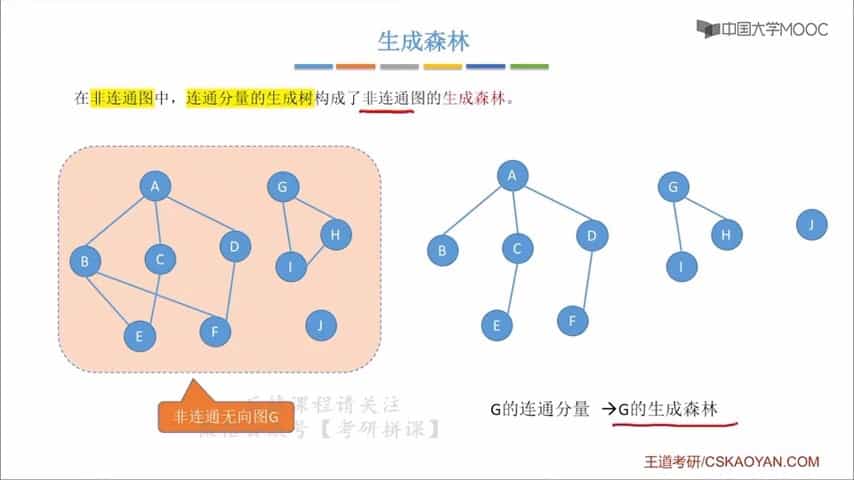 中国大学MOOC
生成森林
在非连通图中，连通分量的生成树构成了非连通图的生成森林。
A
G
B
C
D
H
I
E
F
J
A
G
B
C
D
H
I
J
E
F
非连通无向图G
课程请关注
号【考研拼课】
G的连通分量 →G的生成森林
王道考研/CSKAOYAN.COM